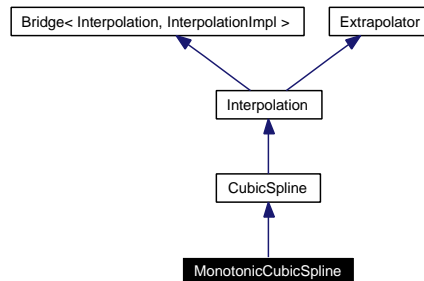 Bridge< Interpolation, InterpolationImpl >
Extrapolator
Interpolation
CubicSpline
MonotonicCubicSpline